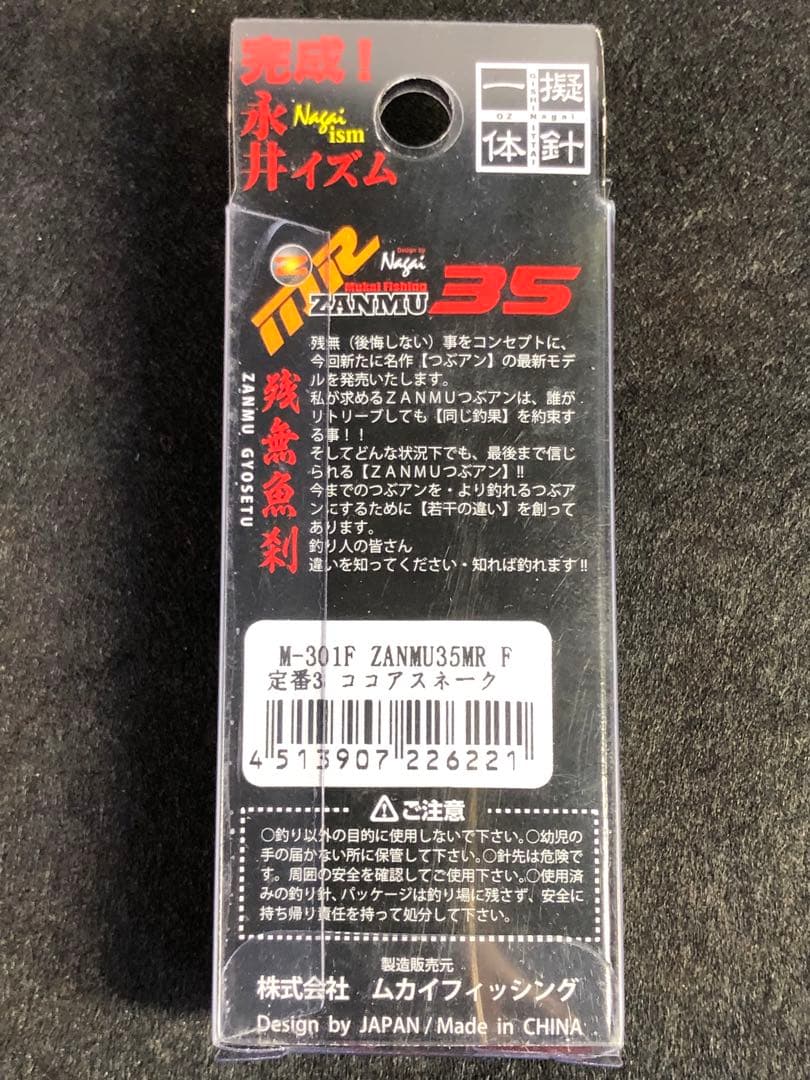 完成！
永井イズム
Nagai
ism
一擬
体針
GISHIN ITTAI
OZ Nagai
MR
Design by
Nagai
Mukai Fishing
ZANMU 35
残無魚刹
ZANMU GYOSETU
残無（後悔しない）事をコンセプトに、
今回新たに名作【つぶアン】の最新モデ
ルを発売いたします。
私が求めるＺＡＮＭＵつぶアンは、誰が
リトリーブしても【同じ釣果】を約束す
る事！！
そしてどんな状況下でも、最後まで信じ
られる【ＺＡＮＭＵつぶアン】!!
今までのつぶアンを・より釣れるつぶア
ンにするために【若干の違い】を創って
あります。
釣り人の皆さん
違いを知ってください・知れば釣れます!!
M-301F ZANMU35MR F
定番3 ココアスネーク
4 513907 226221
ご注意
○釣り以外の目的に使用しないで下さい。○幼児の
手の届かない所に保管して下さい。○針先は危険で
す。周囲の安全を確認してご使用下さい。○使用済
みの釣り針、パッケージは釣り場に残さず、安全に
持ち帰り責任を持って処分して下さい。
製造販売元
株式会社 ムカイフィッシング
Design by JAPAN/Made in CHINA